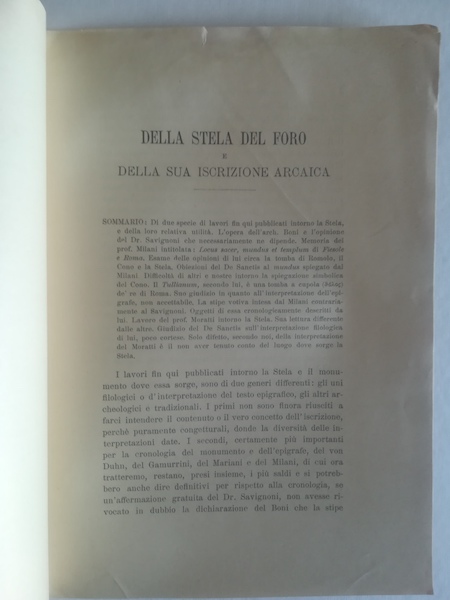 DELLA STELA DEL FORO
E
DELLA SUA ISCRIZIONE ARCAICA
SOMMARIO: Di due specie di lavori fin qui pubblicati intorno la Stela,
e della loro relativa utilità. L'opera dell'arch. Boni e l'opinione
del Dr. Savignoni che necessariamente ne dipende. Memoria del
prof. Milani intitolata: Locus sacer, mundus et templum di Fiesole
e Roma. Esame delle opinioni di lui circa la tomba di Romolo, il
Cono e la Stela. Obiezioni del De Sanctis al mundus spiegato dal
Milani. Difficoltà di altri e nostre intorno la spiegazione simbolica
del Cono. Il Tullianum, secondo lui, è una tomba a cupola (θόλος)
de' re di Roma. Suo giudizio in quanto all'interpretazione dell'epi-
grafe, non accettabile. La stipe votiva intesa dal Milani contraria-
mente al Savignoni. Oggetti di essa cronologicamente descritti da
lui. Lavoro del prof. Moratti intorno la Stela. Sua lettura differente
dalle altre. Giudizio del De Sanctis sull'interpretazione filologica
di lui, poco curioso. Solo difetto, secondo noi, della interpretazione
del Moratti è il non aver tenuto conto del luogo dove sorge la
Stela.
I lavori fin qui pubblicati intorno la Stela e il monu-
mento dove essa sorge, sono di due generi differenti: gli uni
filologici o d'interpretazione del testo epigrafico, gli altri ar-
cheologici e tradizionali. I primi non sono finora riusciti a
farci intendere il contenuto o il vero concetto dell'iscrizione,
perchè puramente congetturali, donde la diversità delle in-
terpretazioni date. I secondi, certamente più importanti
per la cronologia del monumento e dell'epigrafe, del von
Duhn, del Gamurrini, del Mariani e del Milani, di cui ora
tratteremo, restano, presi insieme, i più saldi e si potreb-
bero anche dire definitivi per rispetto alla cronologia, se
un'affermazione gratuita del Dr. Savignoni, non avesse ri-
vocato in dubbio la dichiarazione del Boni che la stipe